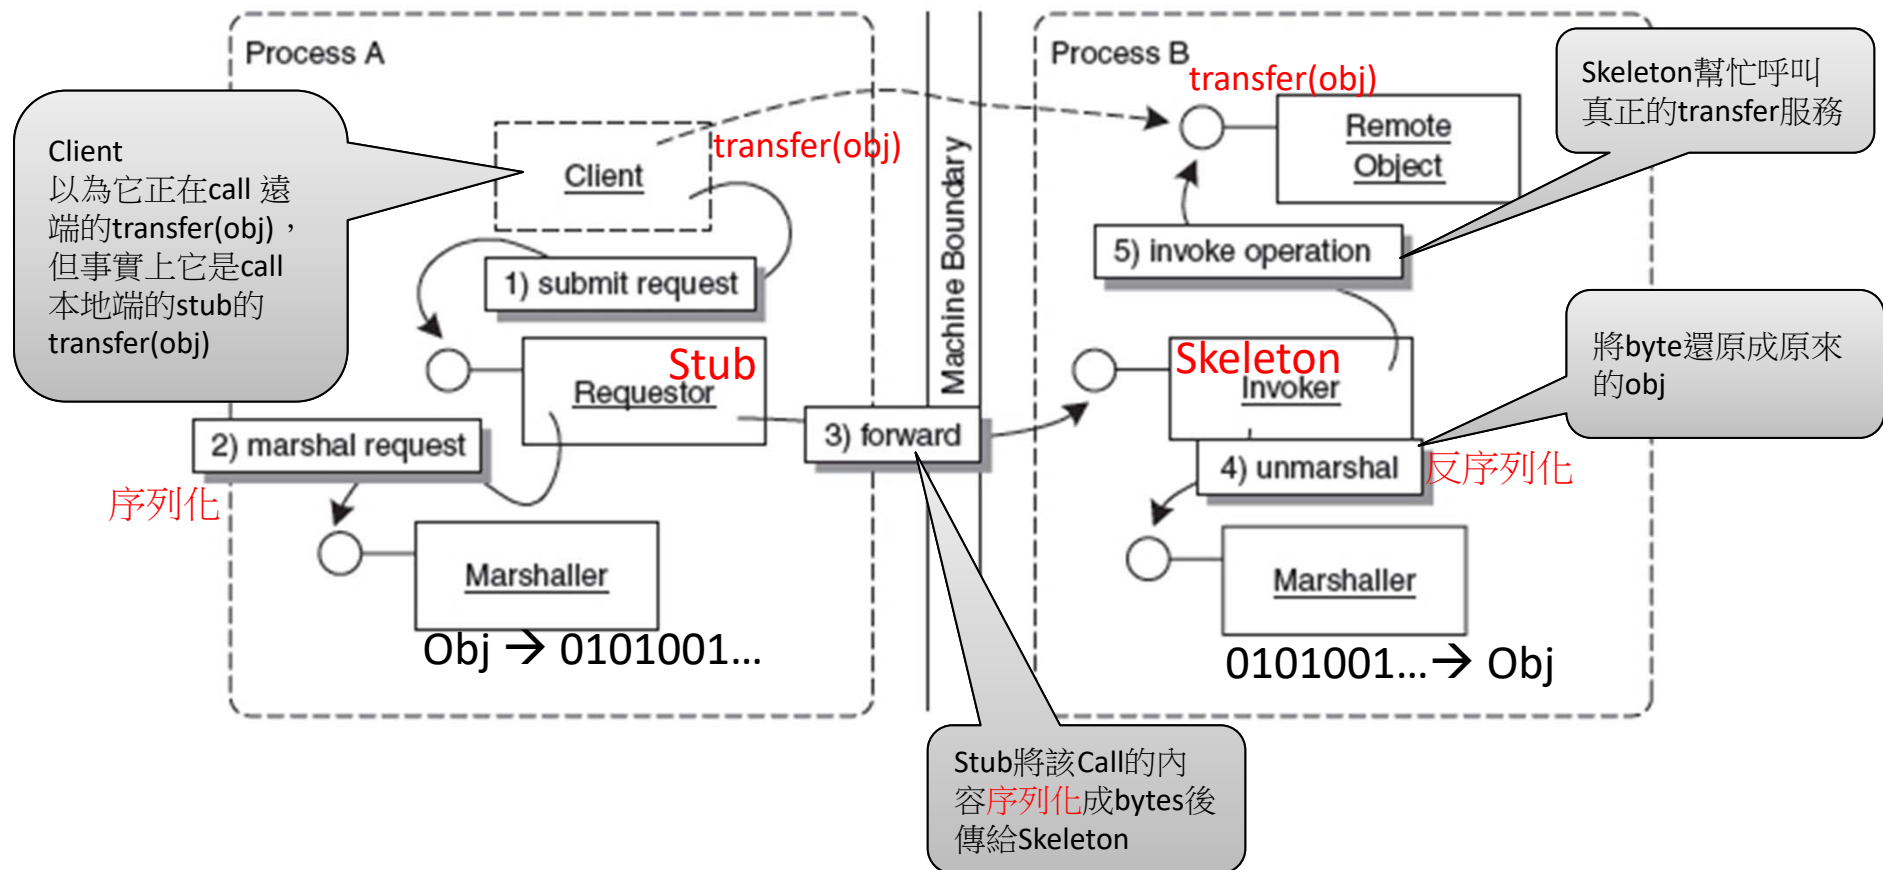 Process A
Client
以為它正在call 遠
端的transfer(obj)，
但事實上它是call
本地端的stub的
transfer(obj)
Client
transfer(obj)
1) submit request
Stub
Requestor
2) marshal request
序列化
Marshaller
Obj → 0101001...
3) forward
Machine Boundary
Stub將該Call的內
容序列化成bytes後
傳給Skeleton
Process B
transfer(obj)
Remote
Object
Skeleton幫忙呼叫
真正的transfer服務
5) invoke operation
Skeleton
Invoker
將byte還原成原來
的obj
4) unmarshal
反序列化
Marshaller
0101001...→ Obj